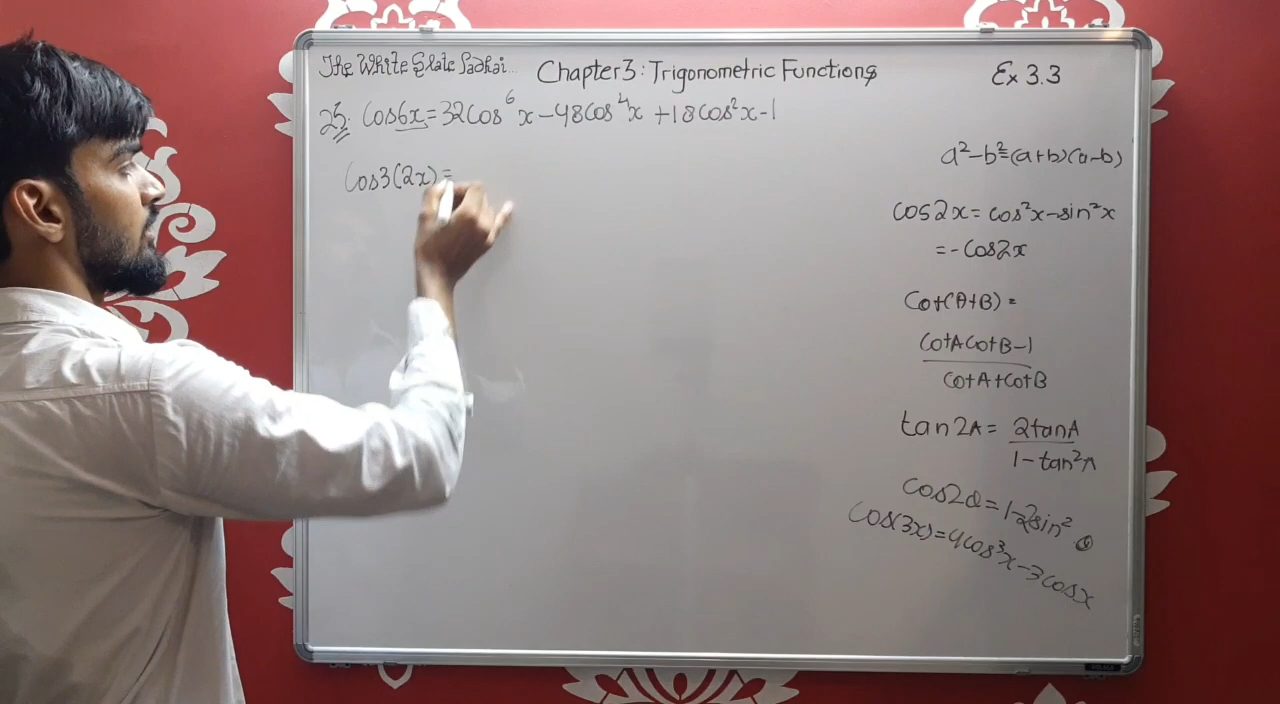 The White Slate Padhai...
Chapter 3 : Trigonometric Functions
Ex 3.3
25. Cos6x = 32Cos⁶x - 48Cos⁴x + 18Cos²x - 1
Cos3(2x) =
a² - b² = (a+b)(a-b)
cos2x = cos²x - sin²x
= - Cos2x
Cot(A+B) =
CotACotB - 1
CotA + CotB
tan2A = 2tanA
1 - tan²A
cos2θ = 1 - 2sin²θ
Cos(3x) = 4cos³x - 3cosx